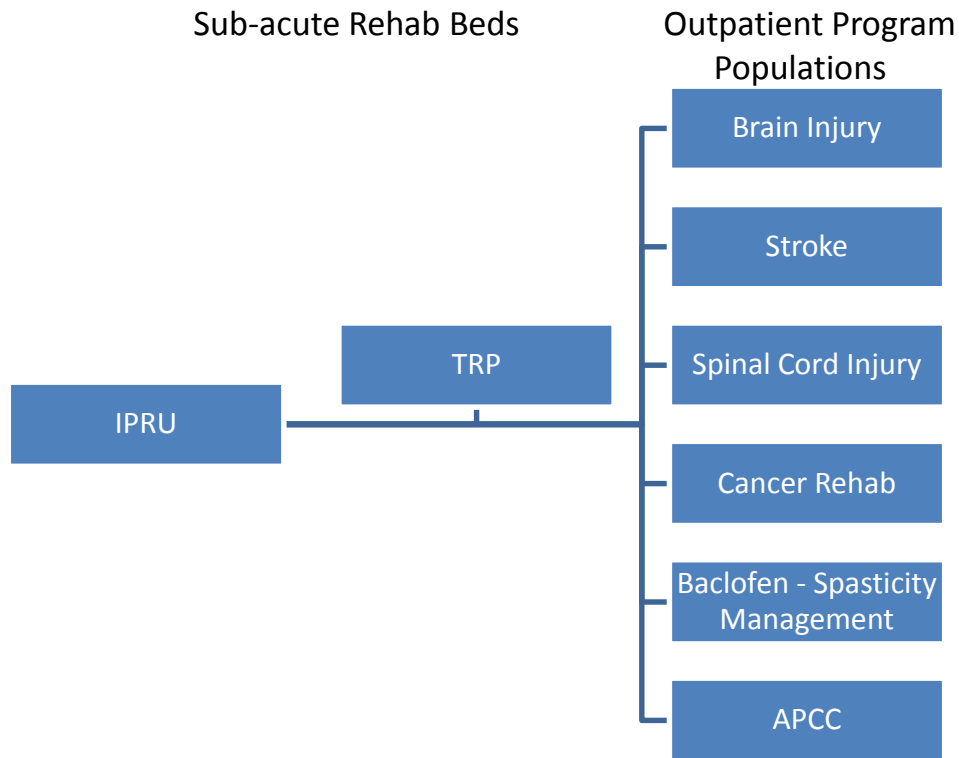 Sub-acute Rehab Beds
Outpatient Program
Populations
Brain Injury
Stroke
TRP
Spinal Cord Injury
IPRU
Cancer Rehab
Baclofen - Spasticity
Management
APCC